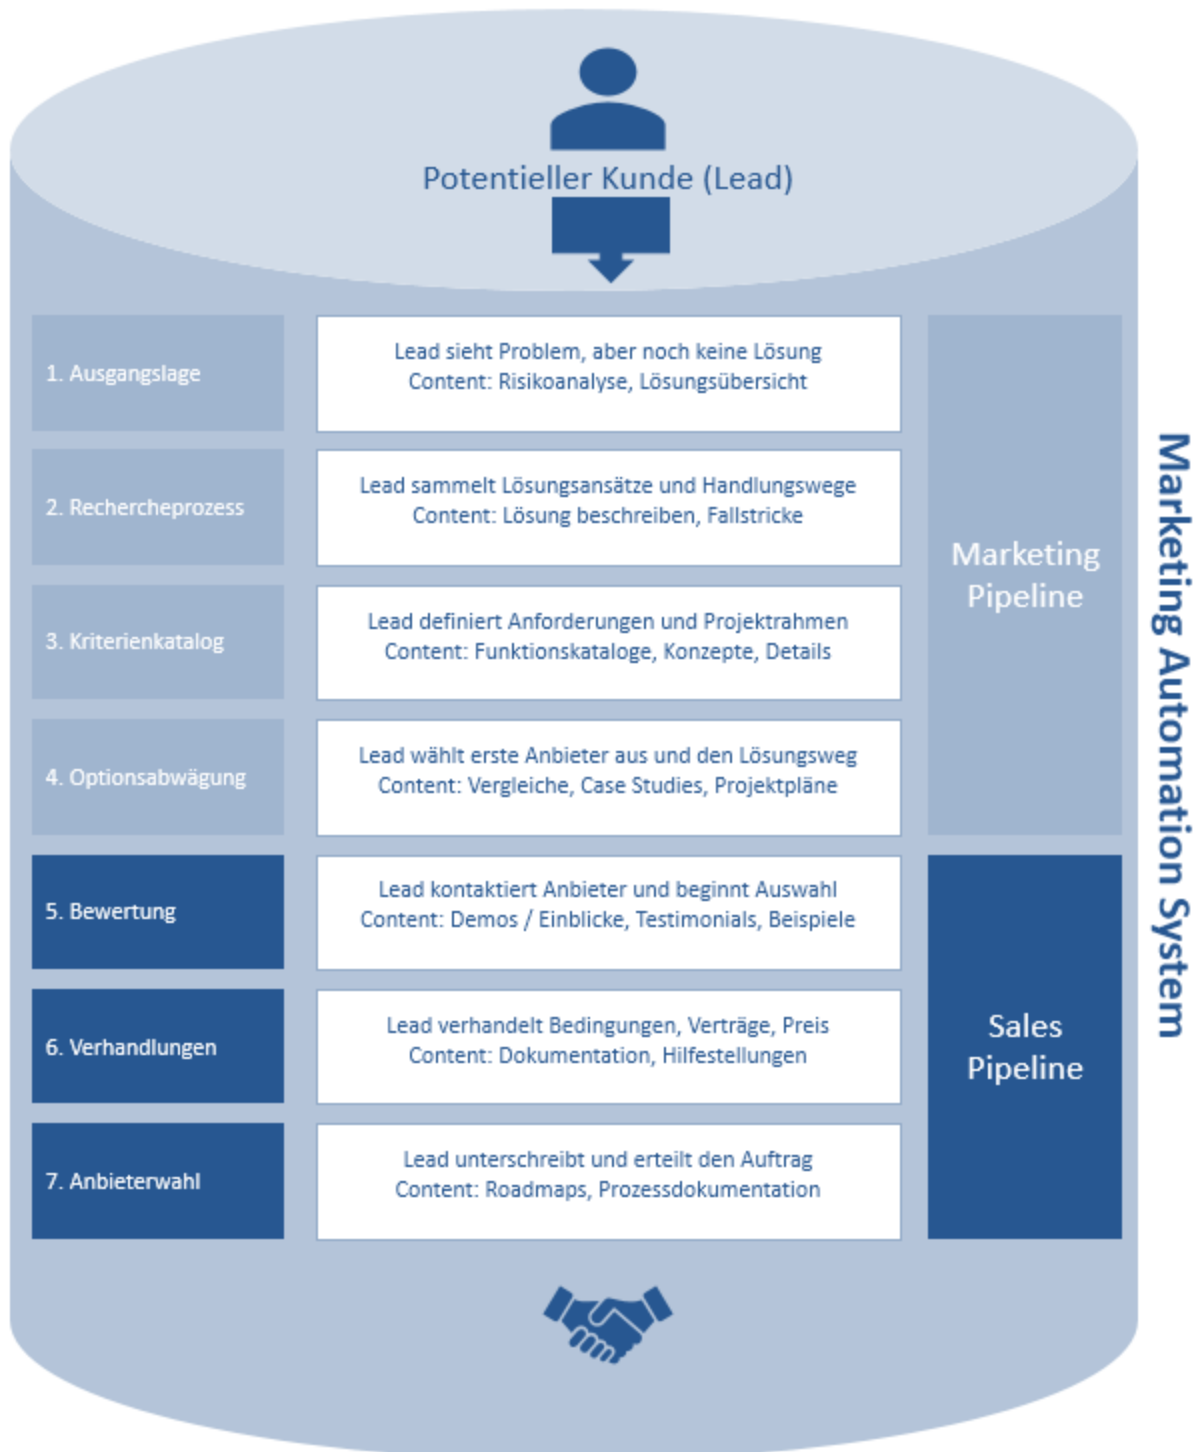 Potentieller Kunde (Lead)
1. Ausgangslage
Lead sieht Problem, aber noch keine Lösung
Content: Risikoanalyse, Lösungsübersicht
2. Rechercheprozess
Lead sammelt Lösungsansätze und Handlungswege
Content: Lösung beschreiben, Fallstricke
3. Kriterienkatalog
Lead definiert Anforderungen und Projektrahmen
Content: Funktionskataloge, Konzepte, Details
4. Optionsabwägung
Lead wählt erste Anbieter aus und den Lösungsweg
Content: Vergleiche, Case Studies, Projektpläne
Marketing
Pipeline
5. Bewertung
Lead kontaktiert Anbieter und beginnt Auswahl
Content: Demos / Einblicke, Testimonials, Beispiele
6. Verhandlungen
Lead verhandelt Bedingungen, Verträge, Preis
Content: Dokumentation, Hilfestellungen
7. Anbieterwahl
Lead unterschreibt und erteilt den Auftrag
Content: Roadmaps, Prozessdokumentation
Sales
Pipeline
Marketing Automation System